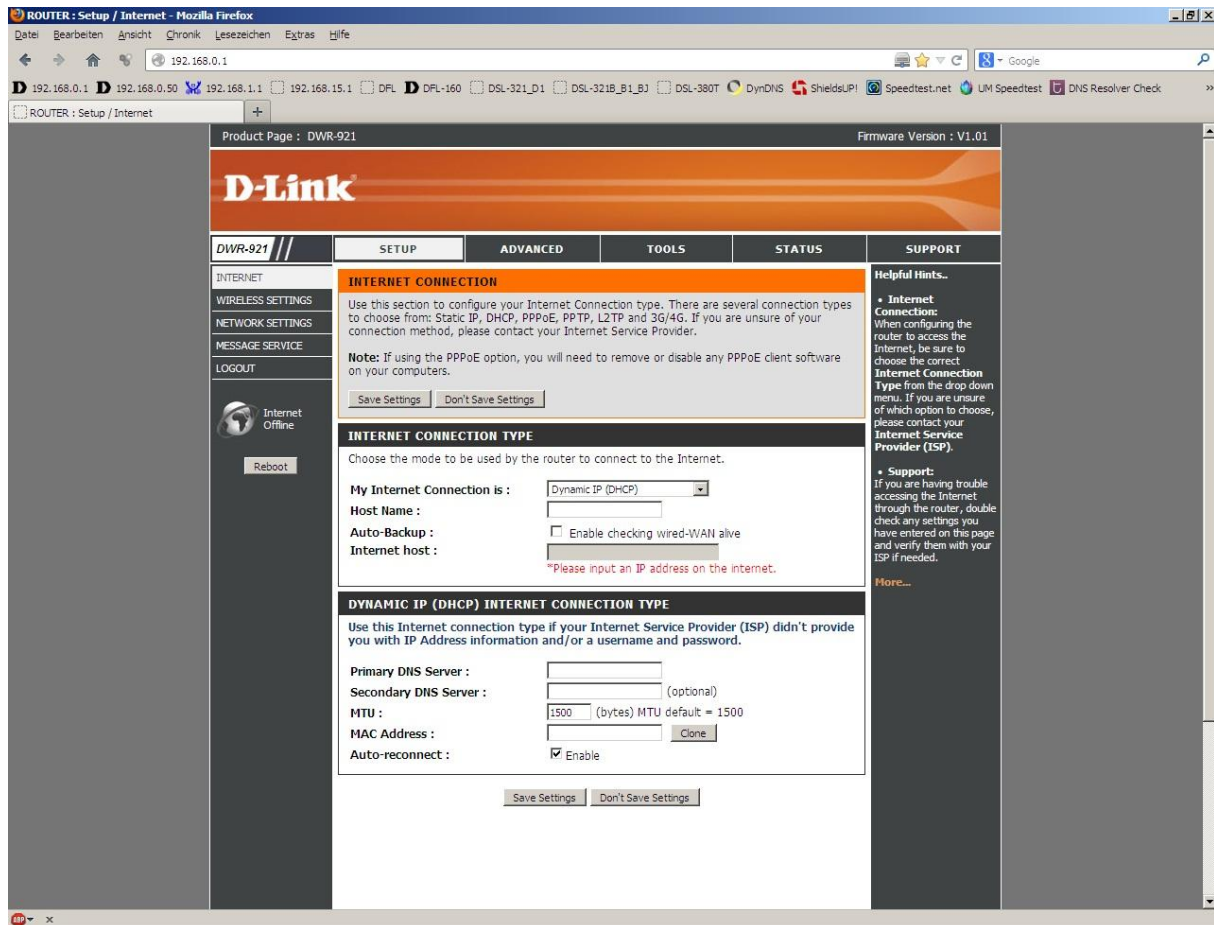 ROUTER : Setup / Internet - Mozilla Firefox
Datei Bearbeiten Ansicht Chronik Lesezeichen Extras Hilfe
192.168.0.1
Google
192.168.0.1 192.168.0.50 192.168.1.1 192.168.15.1 DFL DFL-160 DSL-321_D1 DSL-321B_B1_BJ DSL-380T DynDNS ShieldsUP! Speedtest.net UM Speedtest DNS Resolver Check
ROUTER : Setup / Internet
Product Page : DWR-921 Firmware Version : V1.01
D-Link
DWR-921
SETUP ADVANCED TOOLS STATUS SUPPORT
INTERNET
WIRELESS SETTINGS
NETWORK SETTINGS
MESSAGE SERVICE
LOGOUT
Internet
Offline
Reboot
INTERNET CONNECTION
Use this section to configure your Internet Connection type. There are several connection types
to choose from: Static IP, DHCP, PPPoE, PPTP, L2TP and 3G/4G. If you are unsure of your
connection method, please contact your Internet Service Provider.
Note: If using the PPPoE option, you will need to remove or disable any PPPoE client software
on your computers.
Save Settings Don't Save Settings
INTERNET CONNECTION TYPE
Choose the mode to be used by the router to connect to the Internet.
My Internet Connection is : Dynamic IP (DHCP)
Host Name :
Auto-Backup : Enable checking wired-WAN alive
Internet host :
*Please input an IP address on the internet.
DYNAMIC IP (DHCP) INTERNET CONNECTION TYPE
Use this Internet connection type if your Internet Service Provider (ISP) didn't provide
you with IP Address information and/or a username and password.
Primary DNS Server :
Secondary DNS Server : (optional)
MTU : 1500 (bytes) MTU default = 1500
MAC Address : Clone
Auto-reconnect : Enable
Save Settings Don't Save Settings
Helpful Hints..
• Internet
Connection:
When configuring the
router to access the
Internet, be sure to
choose the correct
Internet Connection
Type from the drop down
menu. If you are unsure
of which option to choose,
please contact your
Internet Service
Provider (ISP).
• Support:
If you are having trouble
accessing the Internet
through the router, double
check any settings you
have entered on this page
and verify them with your
ISP if needed.
More...
ABP